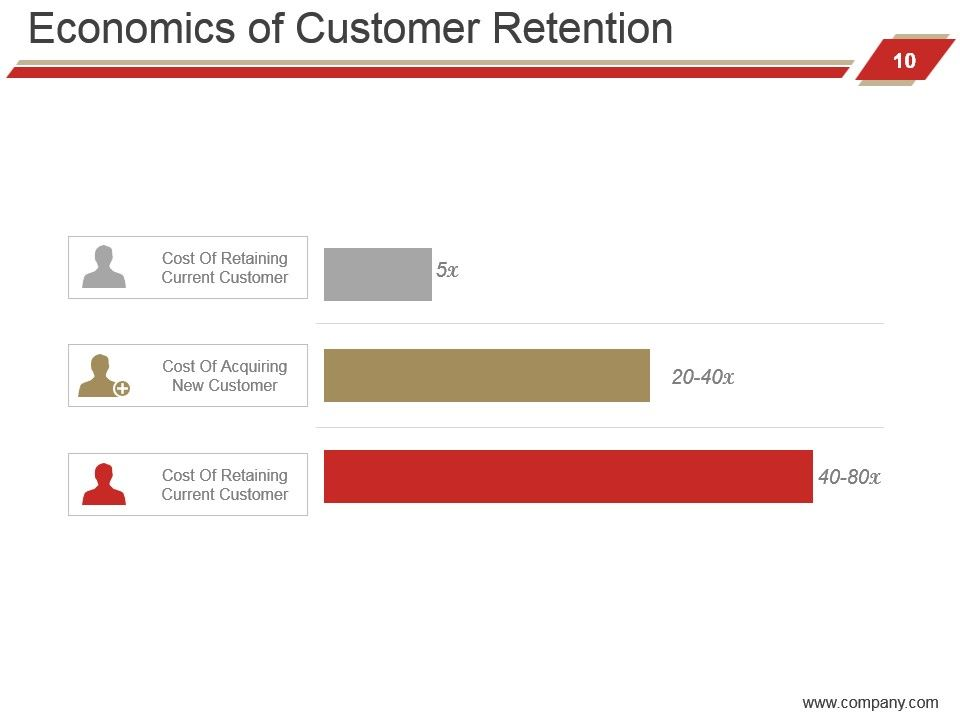 Economics of Customer Retention
10
Cost Of Retaining
Current Customer
5x
Cost Of Acquiring
New Customer
20-40x
Cost Of Retaining
Current Customer
40-80x
www.company.com